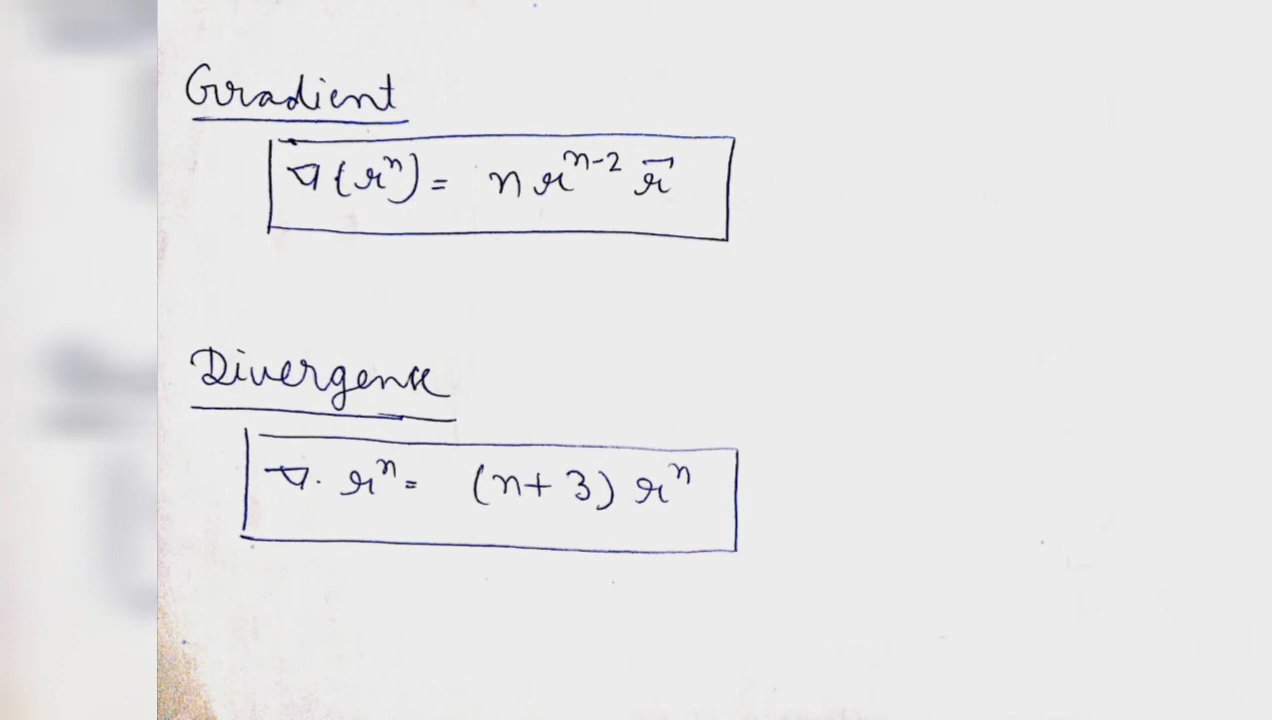 Gradient
∇(rⁿ) = n rⁿ⁻² r⃗
Divergence
∇. rⁿ = (n+3) rⁿ